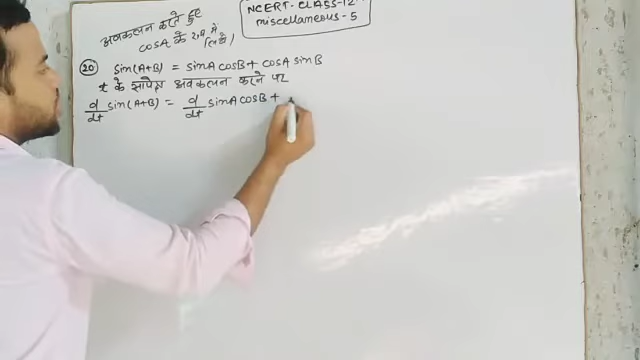 NCERT-CLASS-12
miscellaneous-5
अवकलन करते हुए
cosA के रूप में
लिखो।
20 sin(A+B) = sinA cosB + cosA sinB
t के सापेक्ष अवकलन करने पर
d/dt sin(A+B) = d/dt sinA cosB +